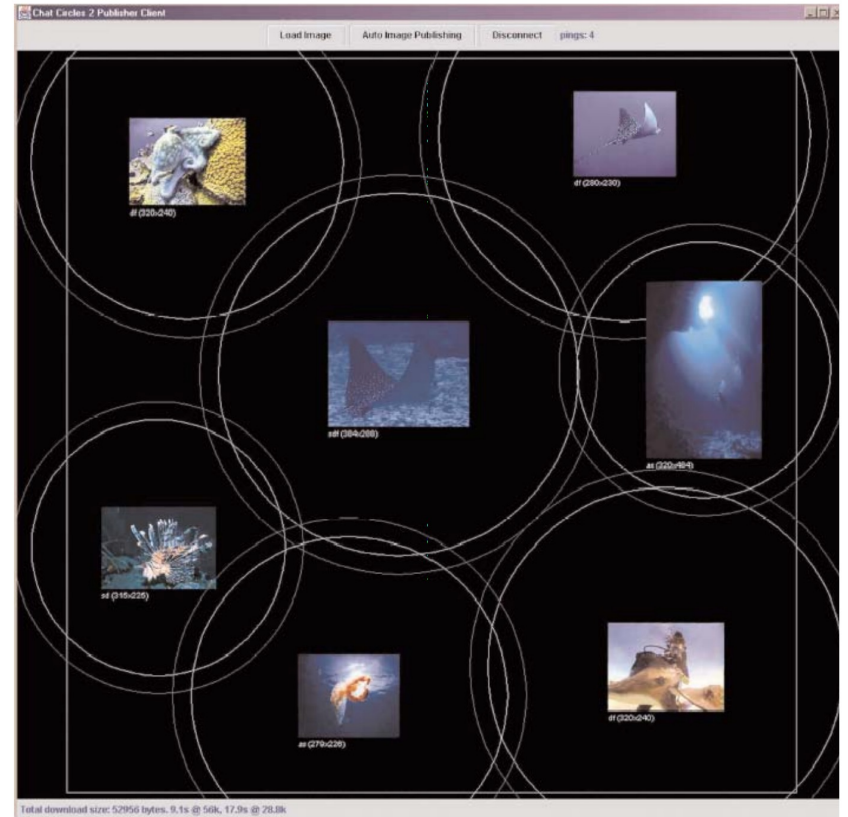 Chat Circles 2 Publisher Client
Load Image Auto Image Publishing Disconnect pings: 4
df (320x240)
df (280x230)
sdf (384x288)
as (320x484)
sd (315x225)
as (279x226)
df (320x240)
Total download size: 52956 bytes. 9.1s @ 56k, 17.9s @ 28.8k